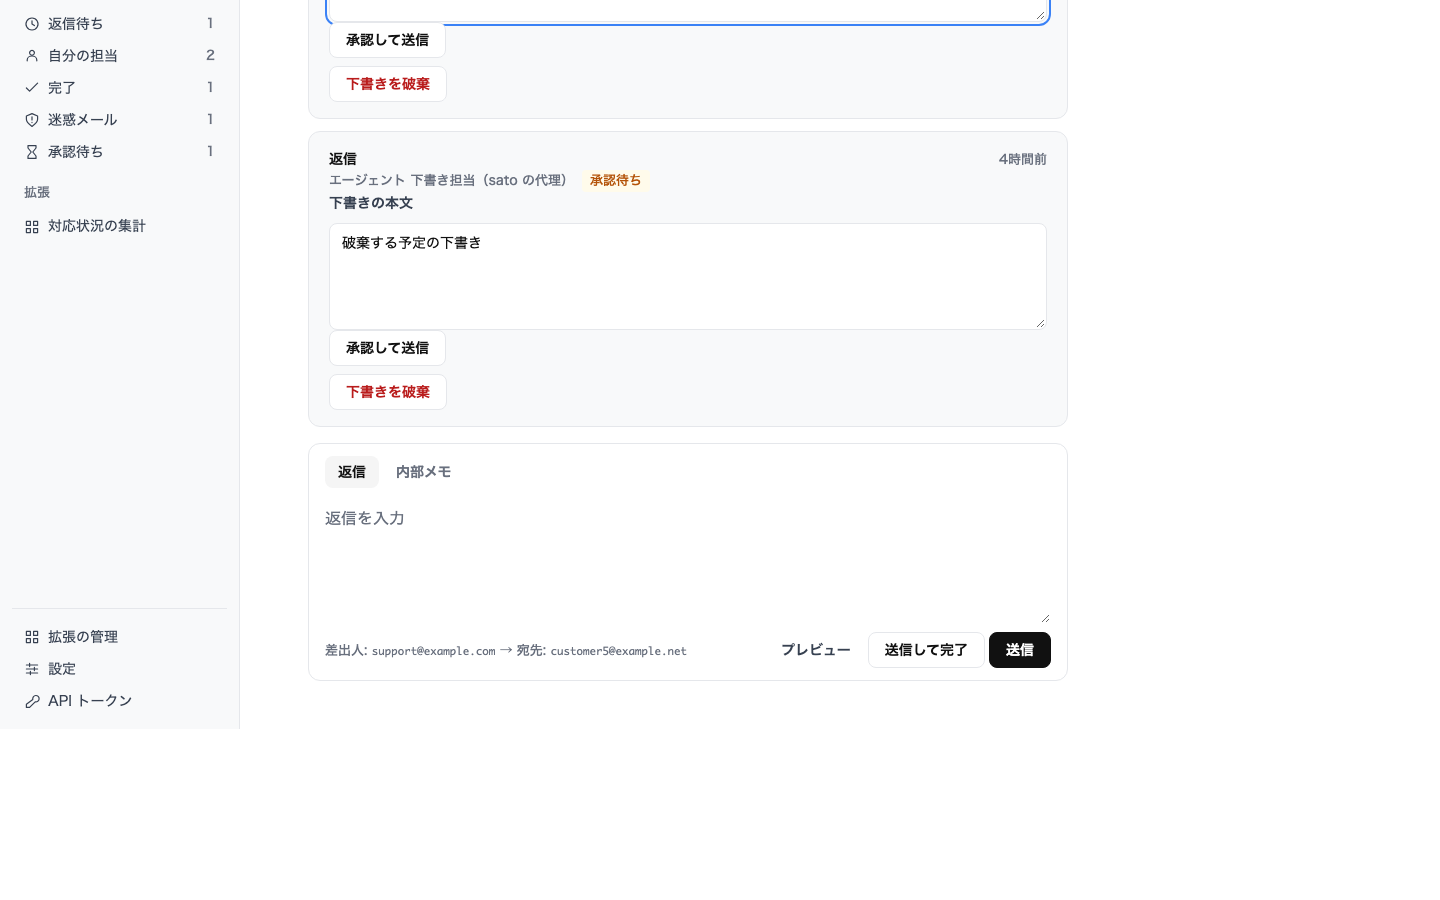 返信待ち 1
自分の担当 2
完了 1
迷惑メール 1
承認待ち 1
拡張
対応状況の集計
拡張の管理
設定
API トークン
承認して送信
下書きを破棄
返信 4時間前
エージェント 下書き担当（sato の代理） 承認待ち
下書きの本文
破棄する予定の下書き
承認して送信
下書きを破棄
返信 内部メモ
返信を入力
差出人: support@example.com → 宛先: customer5@example.net プレビュー 送信して完了 送信